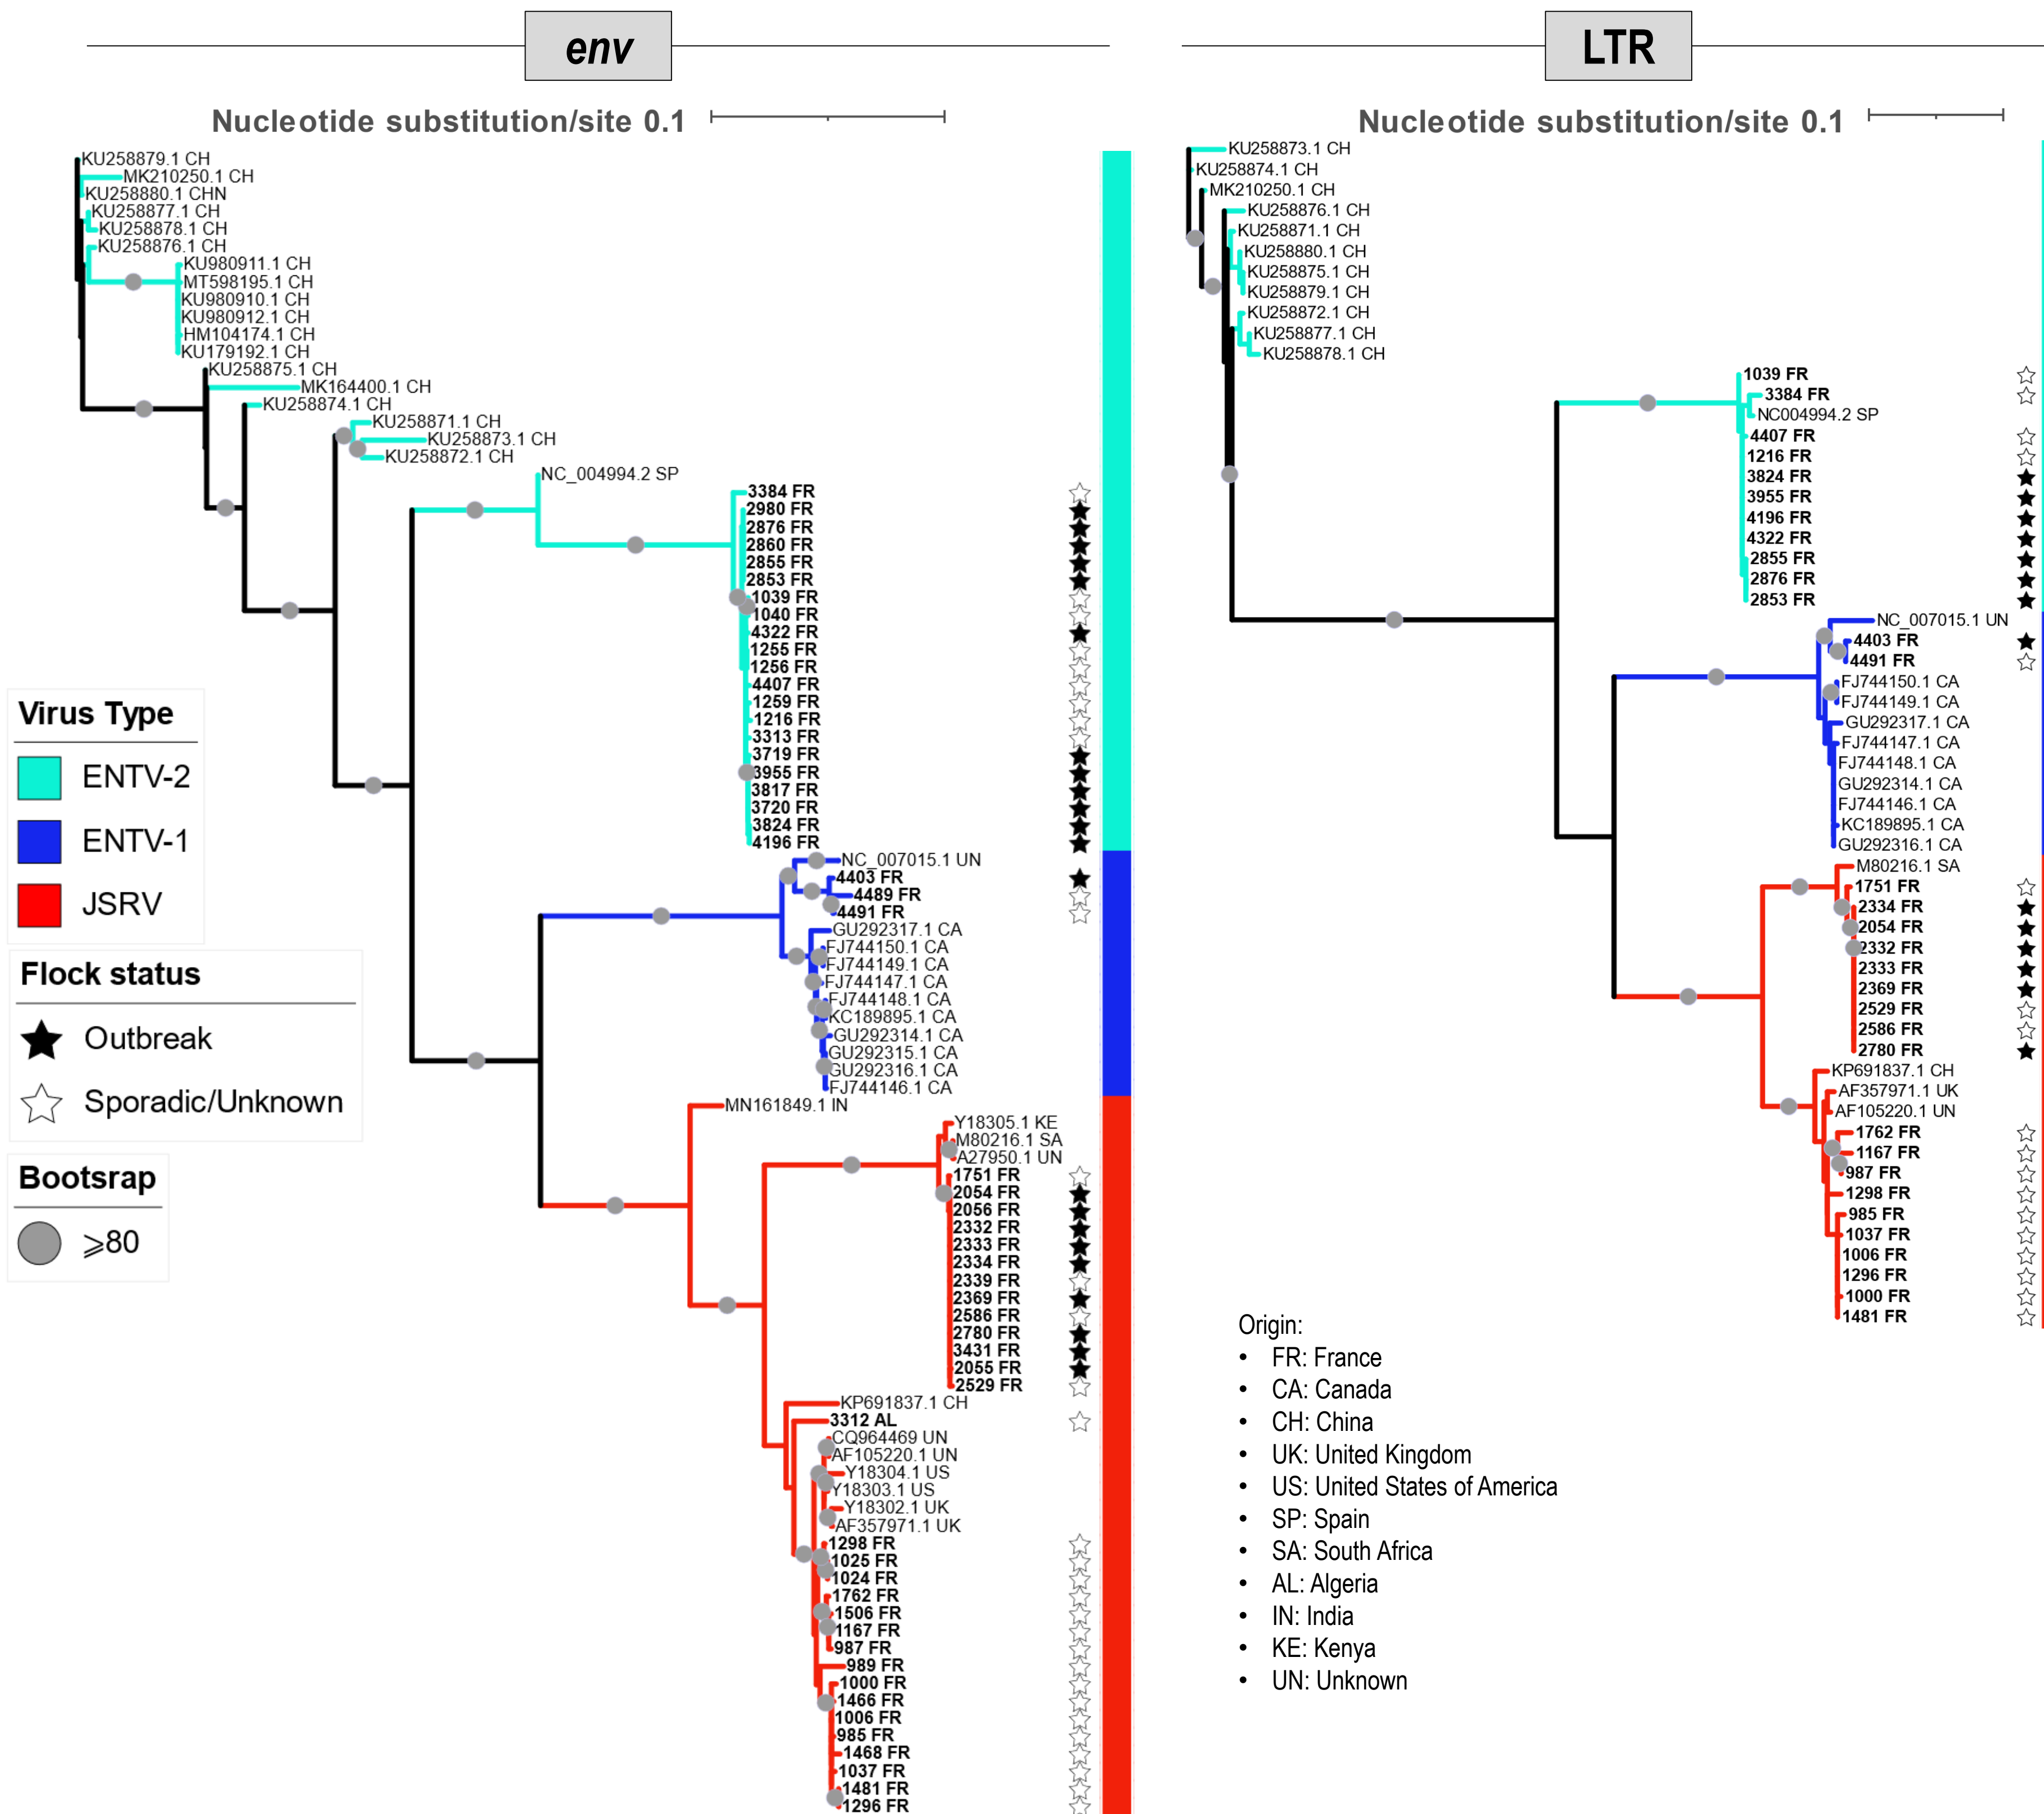 env
Nucleotide substitution/site 0.1
KU258879.1 CH
MK210250.1 CH
KU258880.1 CHN
KU258877.1 CH
KU258878.1 CH
KU258876.1 CH
KU980911.1 CH
MT598195.1 CH
KU980910.1 CH
KU980912.1 CH
HM104174.1 CH
KU179192.1 CH
KU258875.1 CH
MK164400.1 CH
KU258874.1 CH
KU258871.1 CH
KU258873.1 CH
KU258872.1 CH
NC_004994.2 SP
3384 FR
2980 FR
2876 FR
2860 FR
2855 FR
2853 FR
1039 FR
1040 FR
4322 FR
1255 FR
1256 FR
4407 FR
1259 FR
1216 FR
3313 FR
3719 FR
3955 FR
3817 FR
3720 FR
3824 FR
4196 FR
NC_007015.1 UN
4403 FR
4489 FR
4491 FR
GU292317.1 CA
FJ744150.1 CA
FJ744149.1 CA
FJ744147.1 CA
FJ744148.1 CA
KC189895.1 CA
GU292314.1 CA
GU292315.1 CA
GU292316.1 CA
FJ744146.1 CA
MN161849.1 IN
Y18305.1 KE
M80216.1 SA
A27950.1 UN
1751 FR
2054 FR
2056 FR
2332 FR
2333 FR
2334 FR
2339 FR
2369 FR
2586 FR
2780 FR
3431 FR
2055 FR
2529 FR
KP691837.1 CH
3312 AL
CQ964469 UN
AF105220.1 UN
Y18304.1 US
Y18303.1 US
Y18302.1 UK
AF357971.1 UK
1298 FR
1025 FR
1024 FR
1762 FR
1506 FR
1167 FR
987 FR
989 FR
1000 FR
1466 FR
1006 FR
985 FR
1468 FR
1037 FR
1481 FR
1296 FR
Virus Type
ENTV-2
ENTV-1
JSRV
Flock status
Outbreak
Sporadic/Unknown
Bootsrap
⩾80
LTR
Nucleotide substitution/site 0.1
KU258873.1 CH
KU258874.1 CH
MK210250.1 CH
KU258876.1 CH
KU258871.1 CH
KU258880.1 CH
KU258875.1 CH
KU258879.1 CH
KU258872.1 CH
KU258877.1 CH
KU258878.1 CH
1039 FR
3384 FR
NC004994.2 SP
4407 FR
1216 FR
3824 FR
3955 FR
4196 FR
4322 FR
2855 FR
2876 FR
2853 FR
NC_007015.1 UN
4403 FR
4491 FR
FJ744150.1 CA
FJ744149.1 CA
GU292317.1 CA
FJ744147.1 CA
FJ744148.1 CA
GU292314.1 CA
FJ744146.1 CA
KC189895.1 CA
GU292316.1 CA
M80216.1 SA
1751 FR
2334 FR
2054 FR
2332 FR
2333 FR
2369 FR
2529 FR
2586 FR
2780 FR
KP691837.1 CH
AF357971.1 UK
AF105220.1 UN
1762 FR
1167 FR
987 FR
1298 FR
985 FR
1037 FR
1006 FR
1296 FR
1000 FR
1481 FR
Origin:
• FR: France
• CA: Canada
• CH: China
• UK: United Kingdom
• US: United States of America
• SP: Spain
• SA: South Africa
• AL: Algeria
• IN: India
• KE: Kenya
• UN: Unknown